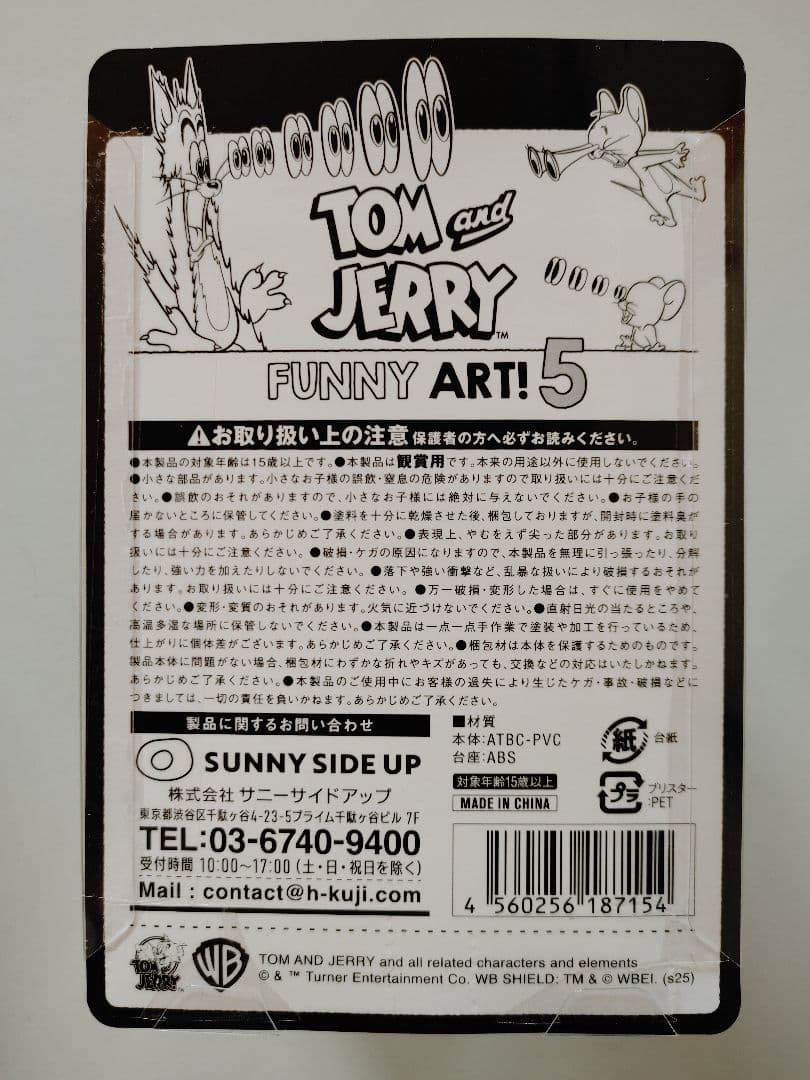 TOM and
JERRY™
FUNNY ART! 5
⚠お取り扱い上の注意 保護者の方へ必ずお読みください。
●本製品の対象年齢は15歳以上です。●本製品は観賞用です。本来の用途以外に使用しないでください。
●小さな部品があります。小さなお子様の誤飲・窒息の危険がありますので取り扱いには十分にご注意くださ
い。●誤飲のおそれがありますので、小さなお子様には絶対に与えないでください。●お子様の手の
届かないところに保管してください。●塗料を十分に乾燥させた後、梱包しておりますが、開封時に塗料臭が
する場合があります。あらかじめご了承ください。●表現上、やむをえず尖った部分があります。お取り
扱いには十分にご注意ください。●破損・ケガの原因になりますので、本製品を無理に引っ張ったり、分解
したり、強い力を加えたりしないでください。●落下や強い衝撃など、乱暴な扱いにより破損するおそれが
あります。お取り扱いには十分にご注意ください。●万一破損・変形した場合は、すぐに使用をやめて
ください。●変形・変質のおそれがあります。火気に近づけないでください。●直射日光の当たるところや、
高温多湿な場所に保管しないでください。●本製品は一点一点手作業で塗装や加工を行っているため、
仕上がりに個体差がございます。あらかじめご了承ください。●梱包材は本体を保護するためのものです。
製品本体に問題がない場合、梱包材にわずかな折れやキズがあっても、交換などの対応はいたしかねます。
あらかじめご了承ください。●本製品のご使用中にお客様の過失により生じたケガ・事故・破損などに
つきましては、一切の責任を負いかねます。あらかじめご了承ください。
製品に関するお問い合わせ
SUNNY SIDE UP
株式会社 サニーサイドアップ
東京都渋谷区千駄ヶ谷4-23-5プライム千駄ヶ谷ビル 7F
TEL:03-6740-9400
受付時間 10:00~17:00 (土・日・祝日を除く)
Mail : contact@h-kuji.com
■材質
本体:ATBC-PVC
台座:ABS
対象年齢15歳以上
MADE IN CHINA
紙 台紙
プラ ブリスター
:PET
4 560256 187154
TOM and JERRY™
WB
TOM AND JERRY and all related characters and elements
© & ™ Turner Entertainment Co. WB SHIELD: TM & © WBEI. (s25)